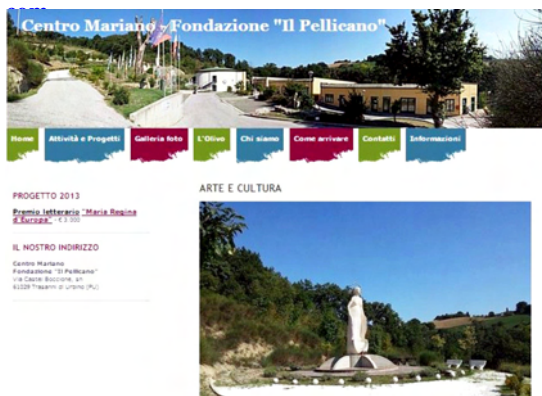 Centro Mariano - Fondazione "Il Pellicano"
Home
Attività e Progetti
Galleria foto
L'Olivo
Chi siamo
Come arrivare
Contatti
Informazioni
PROGETTO 2013
Premio letterario "Maria Regina
d'Europa" - € 3.000
IL NOSTRO INDIRIZZO
Centro Mariano
Fondazione "Il Pellicano"
Via Castel Boccione, sn
61029 Trasanni di Urbino (PU)
ARTE E CULTURA